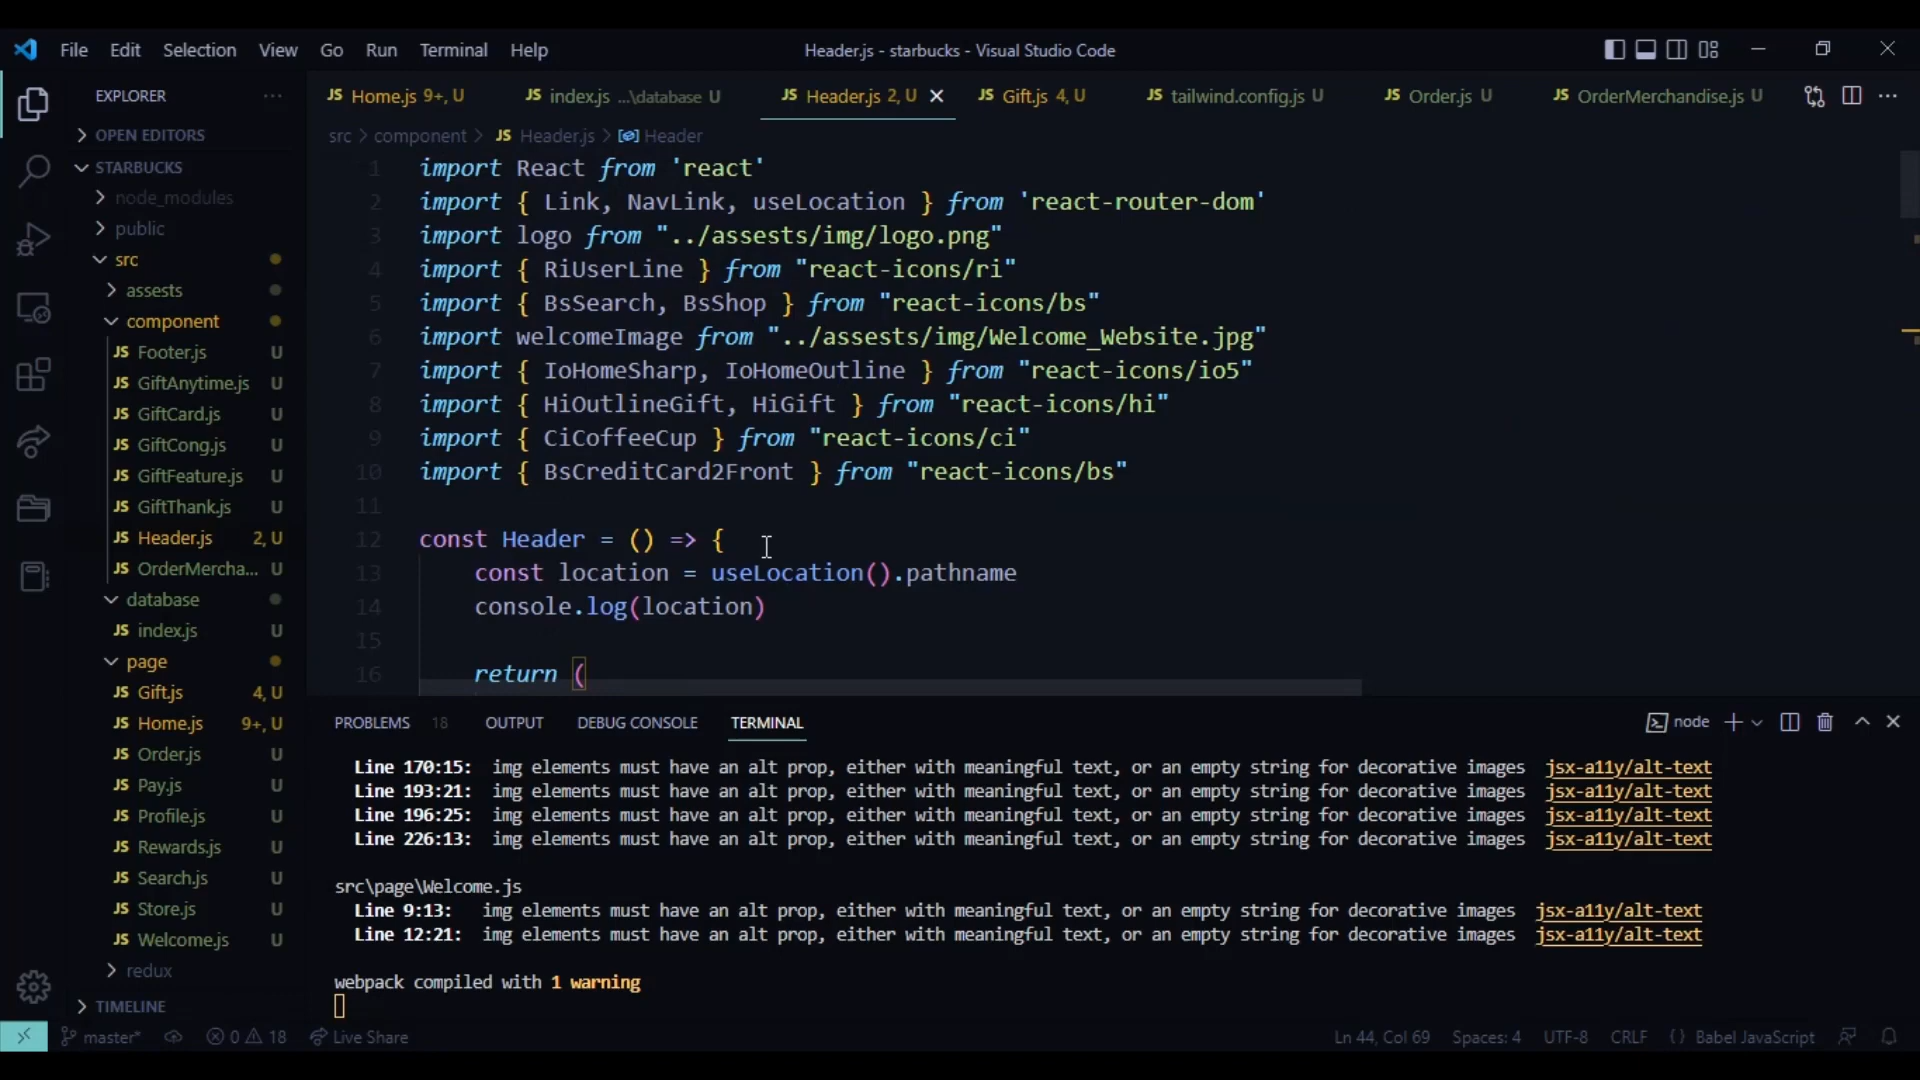 File Edit Selection View Go Run Terminal Help
Header.js - starbucks - Visual Studio Code
EXPLORER
OPEN EDITORS
STARBUCKS
node_modules
public
src
assests
component
JS Footer.js U
JS GiftAnytime.js U
JS GiftCard.js U
JS GiftCong.js U
JS GiftFeature.js U
JS GiftThank.js U
JS Header.js 2, U
JS OrderMercha... U
database
JS index.js U
page
JS Gift.js 4, U
JS Home.js 9+, U
JS Order.js U
JS Pay.js U
JS Profile.js U
JS Rewards.js U
JS Search.js U
JS Store.js U
JS Welcome.js U
redux
TIMELINE
JS Home.js 9+, U
JS index.js ...\database U
JS Header.js 2, U
JS Gift.js 4, U
JS tailwind.config.js U
JS Order.js U
JS OrderMerchandise.js U
src > component > JS Header.js > Header
1 import React from 'react'
2 import { Link, NavLink, useLocation } from 'react-router-dom'
3 import logo from "../assests/img/logo.png"
4 import { RiUserLine } from "react-icons/ri"
5 import { BsSearch, BsShop } from "react-icons/bs"
6 import welcomeImage from "../assests/img/Welcome_Website.jpg"
7 import { IoHomeSharp, IoHomeOutline } from "react-icons/io5"
8 import { HiOutlineGift, HiGift } from "react-icons/hi"
9 import { CiCoffeeCup } from "react-icons/ci"
10 import { BsCreditCard2Front } from "react-icons/bs"
11
12 const Header = () => {
13 const location = useLocation().pathname
14 console.log(location)
15
16 return (
PROBLEMS 18 OUTPUT DEBUG CONSOLE TERMINAL
node
Line 170:15: img elements must have an alt prop, either with meaningful text, or an empty string for decorative images jsx-a11y/alt-text
Line 193:21: img elements must have an alt prop, either with meaningful text, or an empty string for decorative images jsx-a11y/alt-text
Line 196:25: img elements must have an alt prop, either with meaningful text, or an empty string for decorative images jsx-a11y/alt-text
Line 226:13: img elements must have an alt prop, either with meaningful text, or an empty string for decorative images jsx-a11y/alt-text
src\page\Welcome.js
Line 9:13: img elements must have an alt prop, either with meaningful text, or an empty string for decorative images jsx-a11y/alt-text
Line 12:21: img elements must have an alt prop, either with meaningful text, or an empty string for decorative images jsx-a11y/alt-text
webpack compiled with 1 warning
master* 0 18 Live Share
Ln 44, Col 69 Spaces: 4 UTF-8 CRLF {} Babel JavaScript